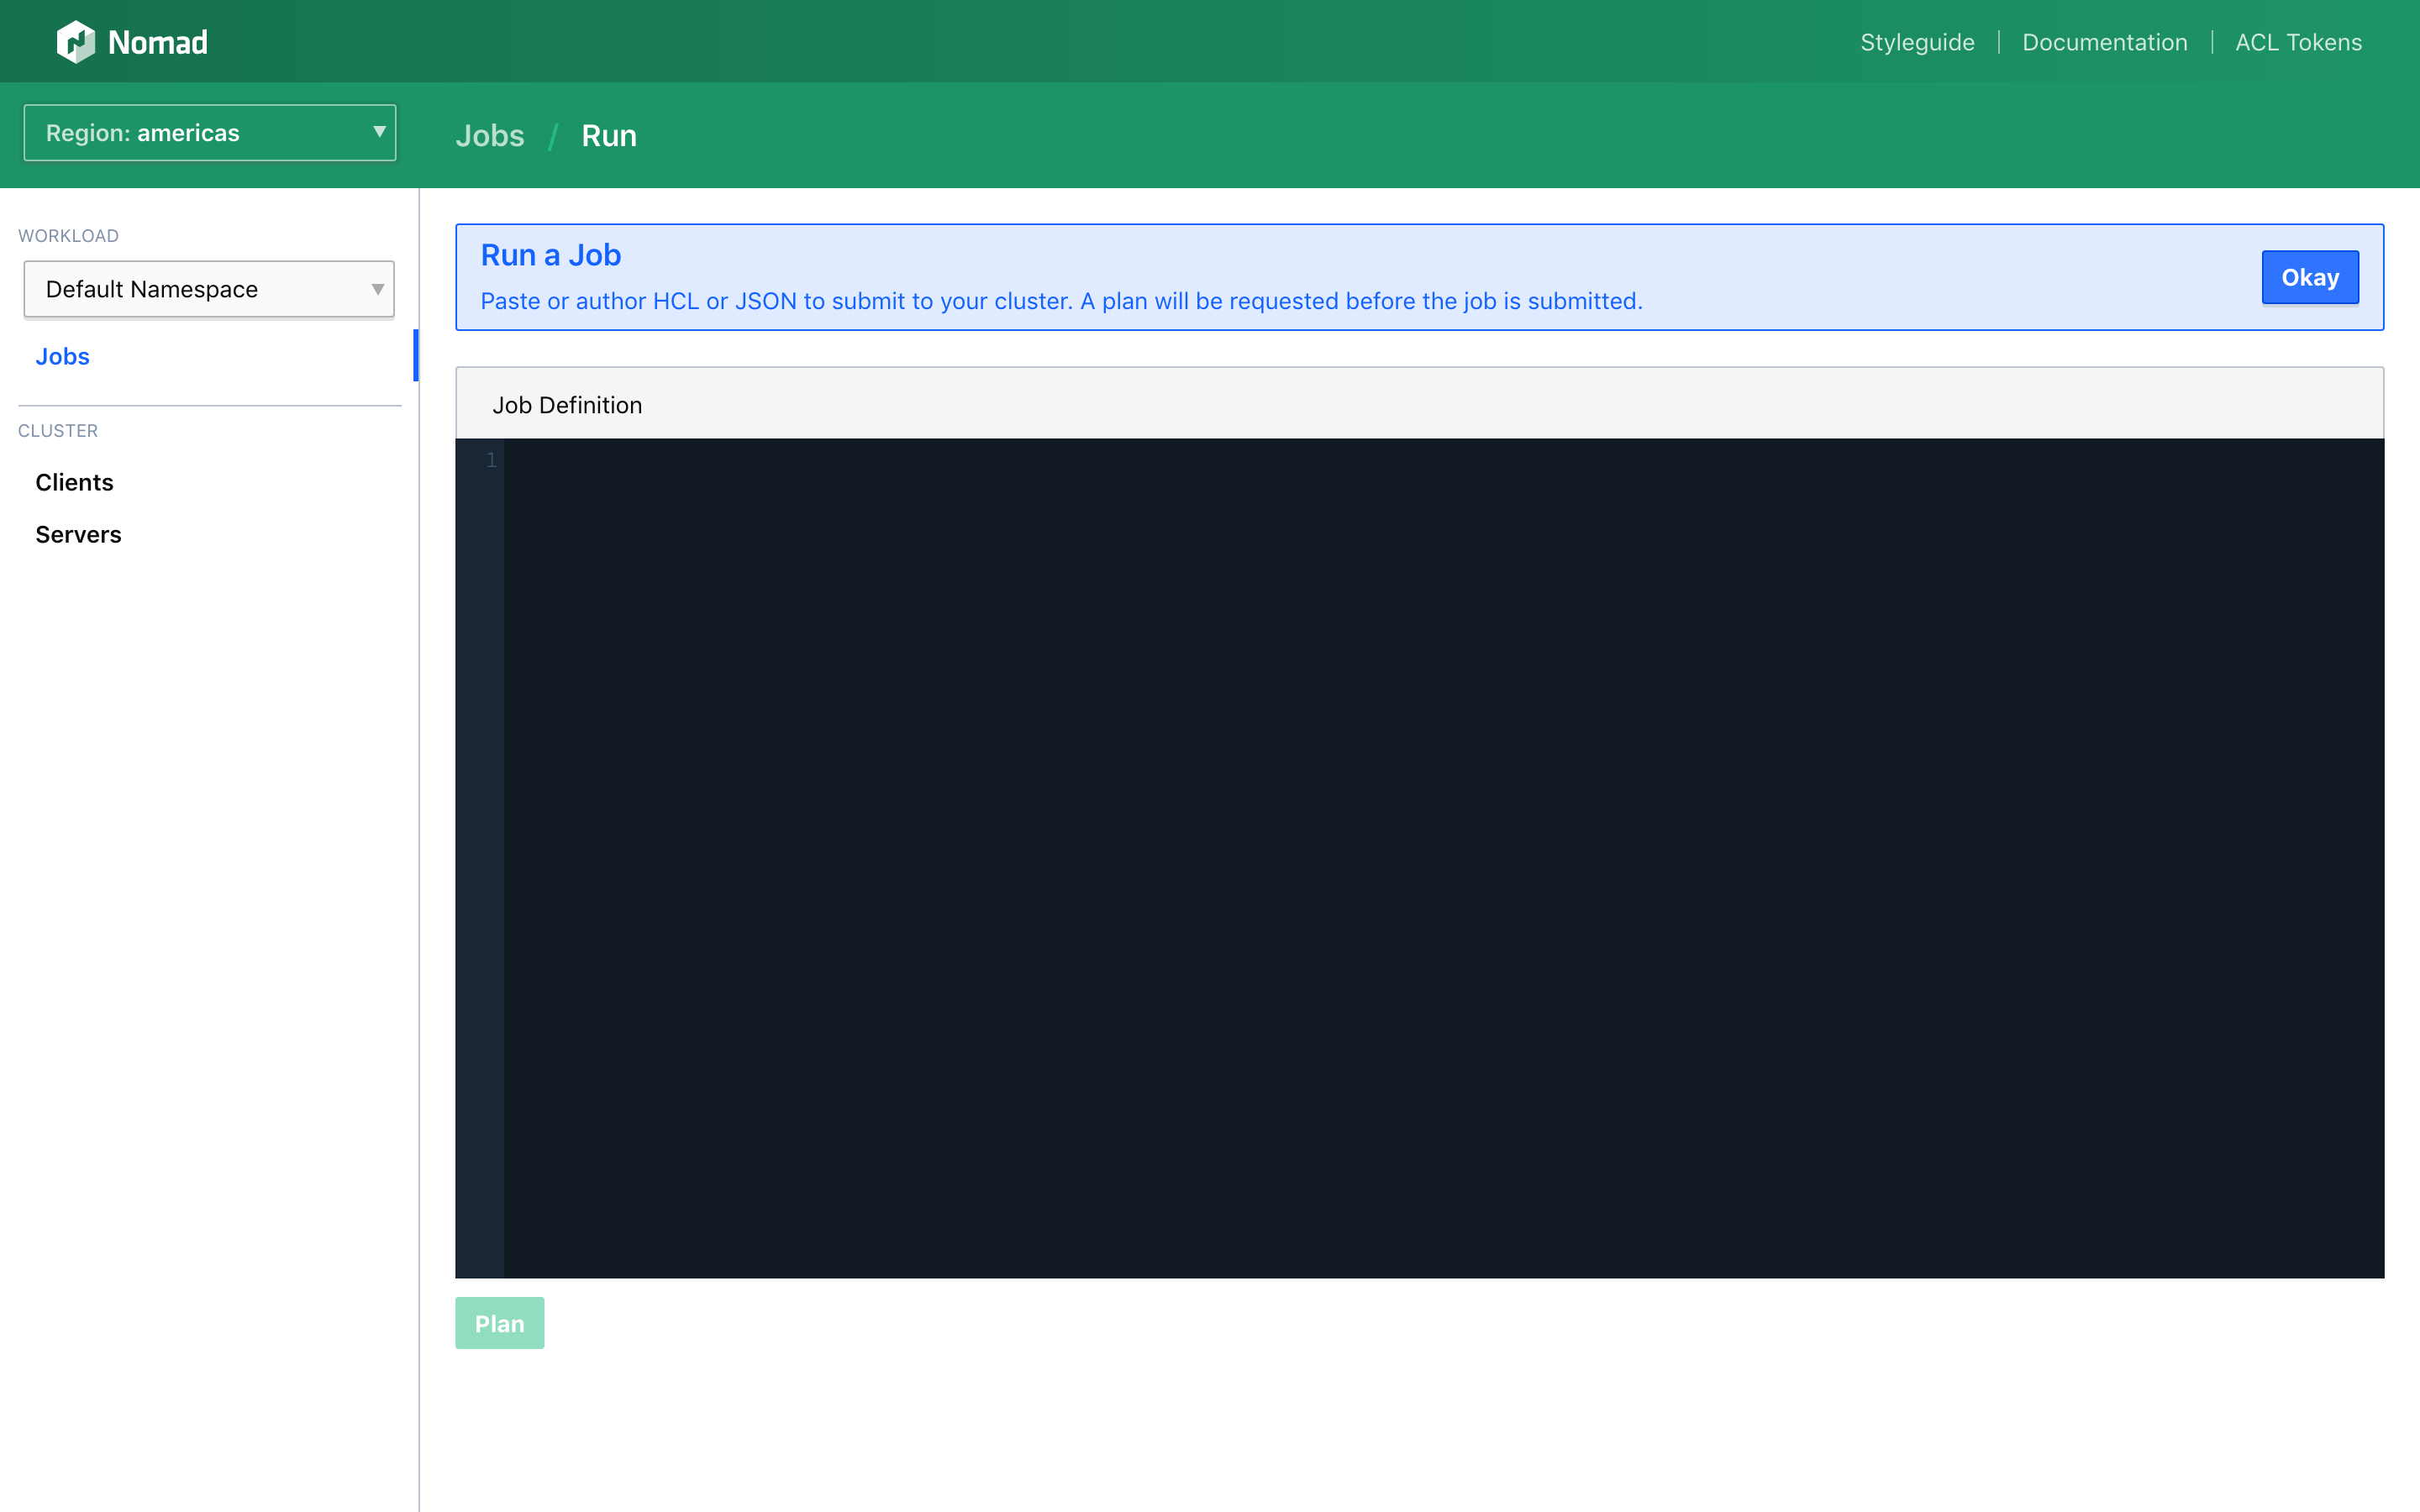 Nomad
Styleguide | Documentation | ACL Tokens
Region: americas
Jobs / Run
WORKLOAD
Default Namespace
Jobs
CLUSTER
Clients
Servers
Run a Job
Paste or author HCL or JSON to submit to your cluster. A plan will be requested before the job is submitted.
Okay
Job Definition
1
Plan